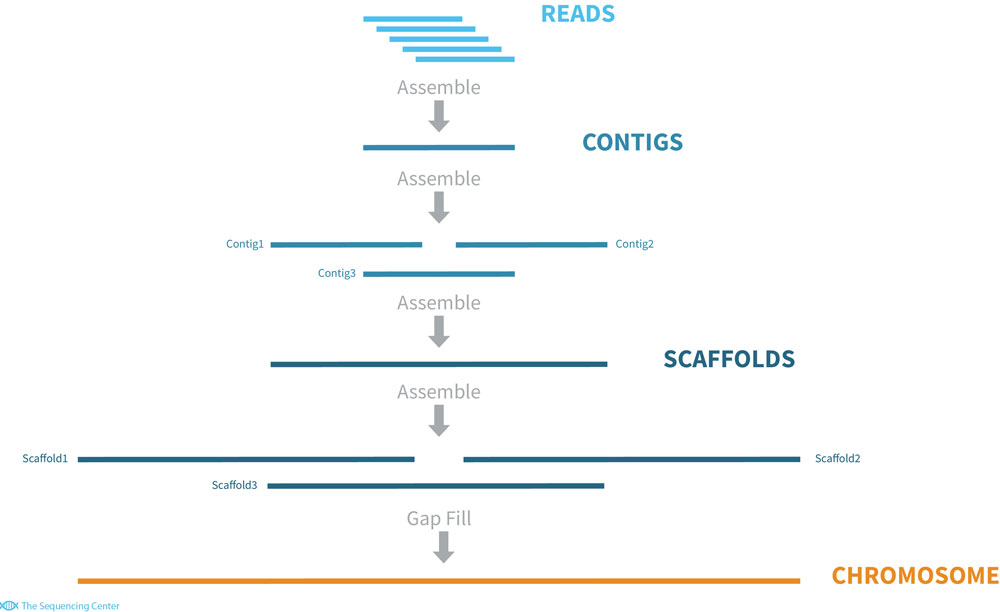 READS
Assemble
CONTIGS
Assemble
Contig1
Contig2
Contig3
Assemble
SCAFFOLDS
Assemble
Scaffold1
Scaffold2
Scaffold3
Gap Fill
CHROMOSOME
The Sequencing Center